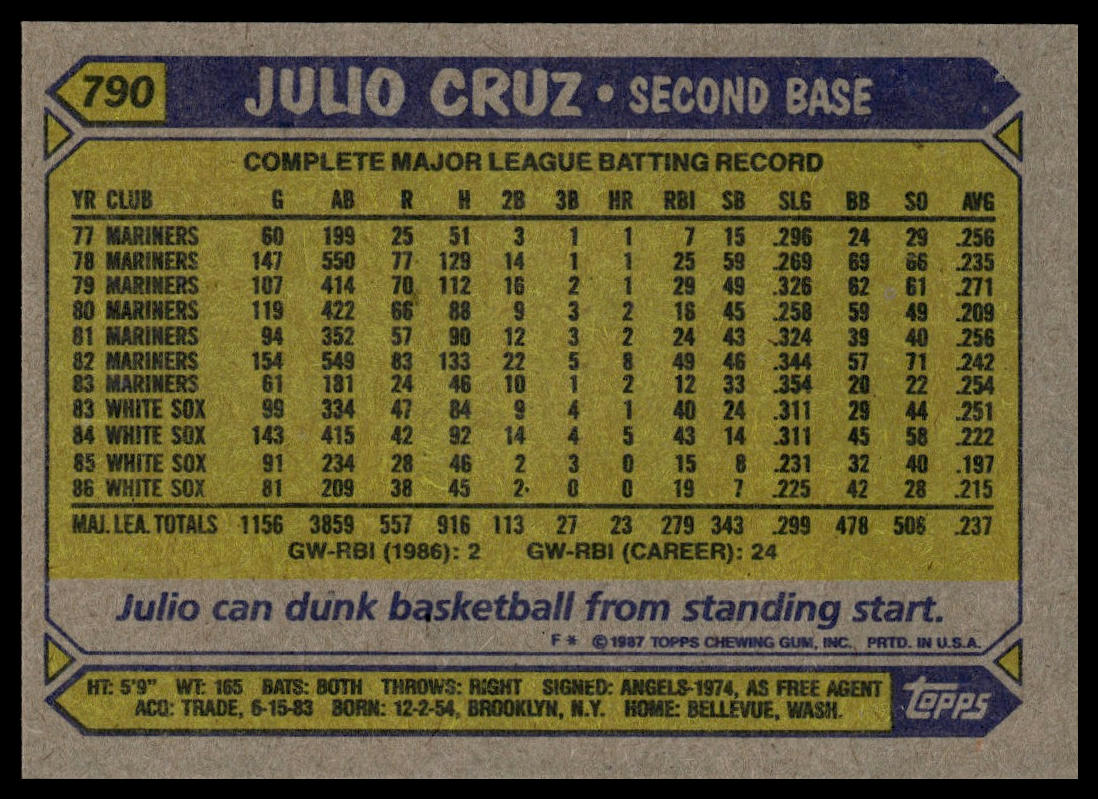 790 JULIO CRUZ • SECOND BASE
COMPLETE MAJOR LEAGUE BATTING RECORD
YR CLUB G AB R H 2B 3B HR RBI SB SLG BB SO AVG
77 MARINERS 60 199 25 51 3 1 1 7 15 .296 24 29 .256
78 MARINERS 147 550 77 129 14 1 1 25 59 .269 69 66 .235
79 MARINERS 107 414 70 112 16 2 1 29 49 .326 62 61 .271
80 MARINERS 119 422 66 88 9 3 2 16 45 .258 59 49 .209
81 MARINERS 94 352 57 90 12 3 2 24 43 .324 39 40 .256
82 MARINERS 154 549 83 133 22 5 8 49 46 .344 57 71 .242
83 MARINERS 61 181 24 46 10 1 2 12 33 .354 20 22 .254
83 WHITE SOX 99 334 47 84 9 4 1 40 24 .311 29 44 .251
84 WHITE SOX 143 415 42 92 14 4 5 43 14 .311 45 58 .222
85 WHITE SOX 91 234 28 46 2 3 0 15 8 .231 32 40 .197
86 WHITE SOX 81 209 38 45 2 0 0 19 7 .225 42 28 .215
MAJ. LEA. TOTALS 1156 3859 557 916 113 27 23 279 343 .299 478 508 .237
GW-RBI (1986): 2 GW-RBI (CAREER): 24
Julio can dunk basketball from standing start.
F* © 1987 TOPPS CHEWING GUM, INC. PRTD. IN U.S.A.
HT: 5'9" WT: 165 BATS: BOTH THROWS: RIGHT SIGNED: ANGELS-1974, AS FREE AGENT
ACQ: TRADE, 6-15-83 BORN: 12-2-54, BROOKLYN, N.Y. HOME: BELLEVUE, WASH.
Topps